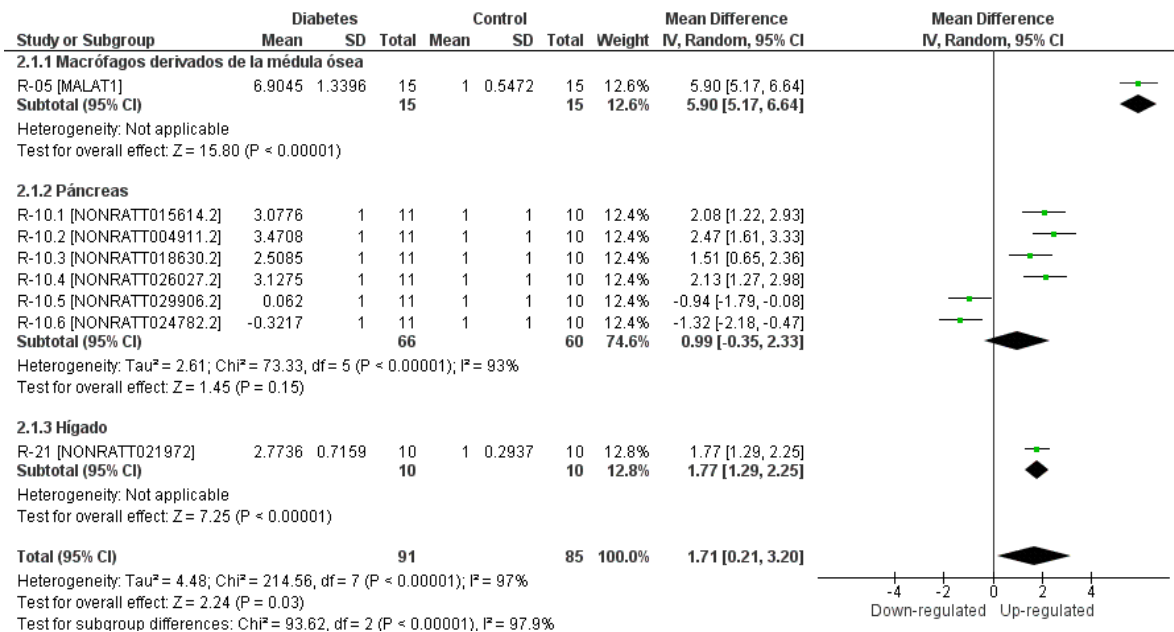 Diabetes Control Mean Difference Mean Difference
Study or Subgroup Mean SD Total Mean SD Total Weight IV, Random, 95% CI IV, Random, 95% CI
2.1.1 Macrófagos derivados de la médula ósea
R-05 [MALAT1] 6.9045 1.3396 15 1 0.5472 15 12.6% 5.90 [5.17, 6.64]
Subtotal (95% CI) 15 15 12.6% 5.90 [5.17, 6.64]
Heterogeneity: Not applicable
Test for overall effect: Z = 15.80 (P < 0.00001)
2.1.2 Páncreas
R-10.1 [NONRATT015614.2] 3.0776 1 11 1 1 10 12.4% 2.08 [1.22, 2.93]
R-10.2 [NONRATT004911.2] 3.4708 1 11 1 1 10 12.4% 2.47 [1.61, 3.33]
R-10.3 [NONRATT018630.2] 2.5085 1 11 1 1 10 12.4% 1.51 [0.65, 2.36]
R-10.4 [NONRATT026027.2] 3.1275 1 11 1 1 10 12.4% 2.13 [1.27, 2.98]
R-10.5 [NONRATT029906.2] 0.062 1 11 1 1 10 12.4% -0.94 [-1.79, -0.08]
R-10.6 [NONRATT024782.2] -0.3217 1 11 1 1 10 12.4% -1.32 [-2.18, -0.47]
Subtotal (95% CI) 66 60 74.6% 0.99 [-0.35, 2.33]
Heterogeneity: Tau² = 2.61; Chi² = 73.33, df = 5 (P < 0.00001); I² = 93%
Test for overall effect: Z = 1.45 (P = 0.15)
2.1.3 Hígado
R-21 [NONRATT021972] 2.7736 0.7159 10 1 0.2937 10 12.8% 1.77 [1.29, 2.25]
Subtotal (95% CI) 10 10 12.8% 1.77 [1.29, 2.25]
Heterogeneity: Not applicable
Test for overall effect: Z = 7.25 (P < 0.00001)
Total (95% CI) 91 85 100.0% 1.71 [0.21, 3.20]
Heterogeneity: Tau² = 4.48; Chi² = 214.56, df = 7 (P < 0.00001); I² = 97%
Test for overall effect: Z = 2.24 (P = 0.03)
Test for subgroup differences: Chi² = 93.62, df = 2 (P < 0.00001), I² = 97.9%
-4 -2 0 2 4
Down-regulated Up-regulated